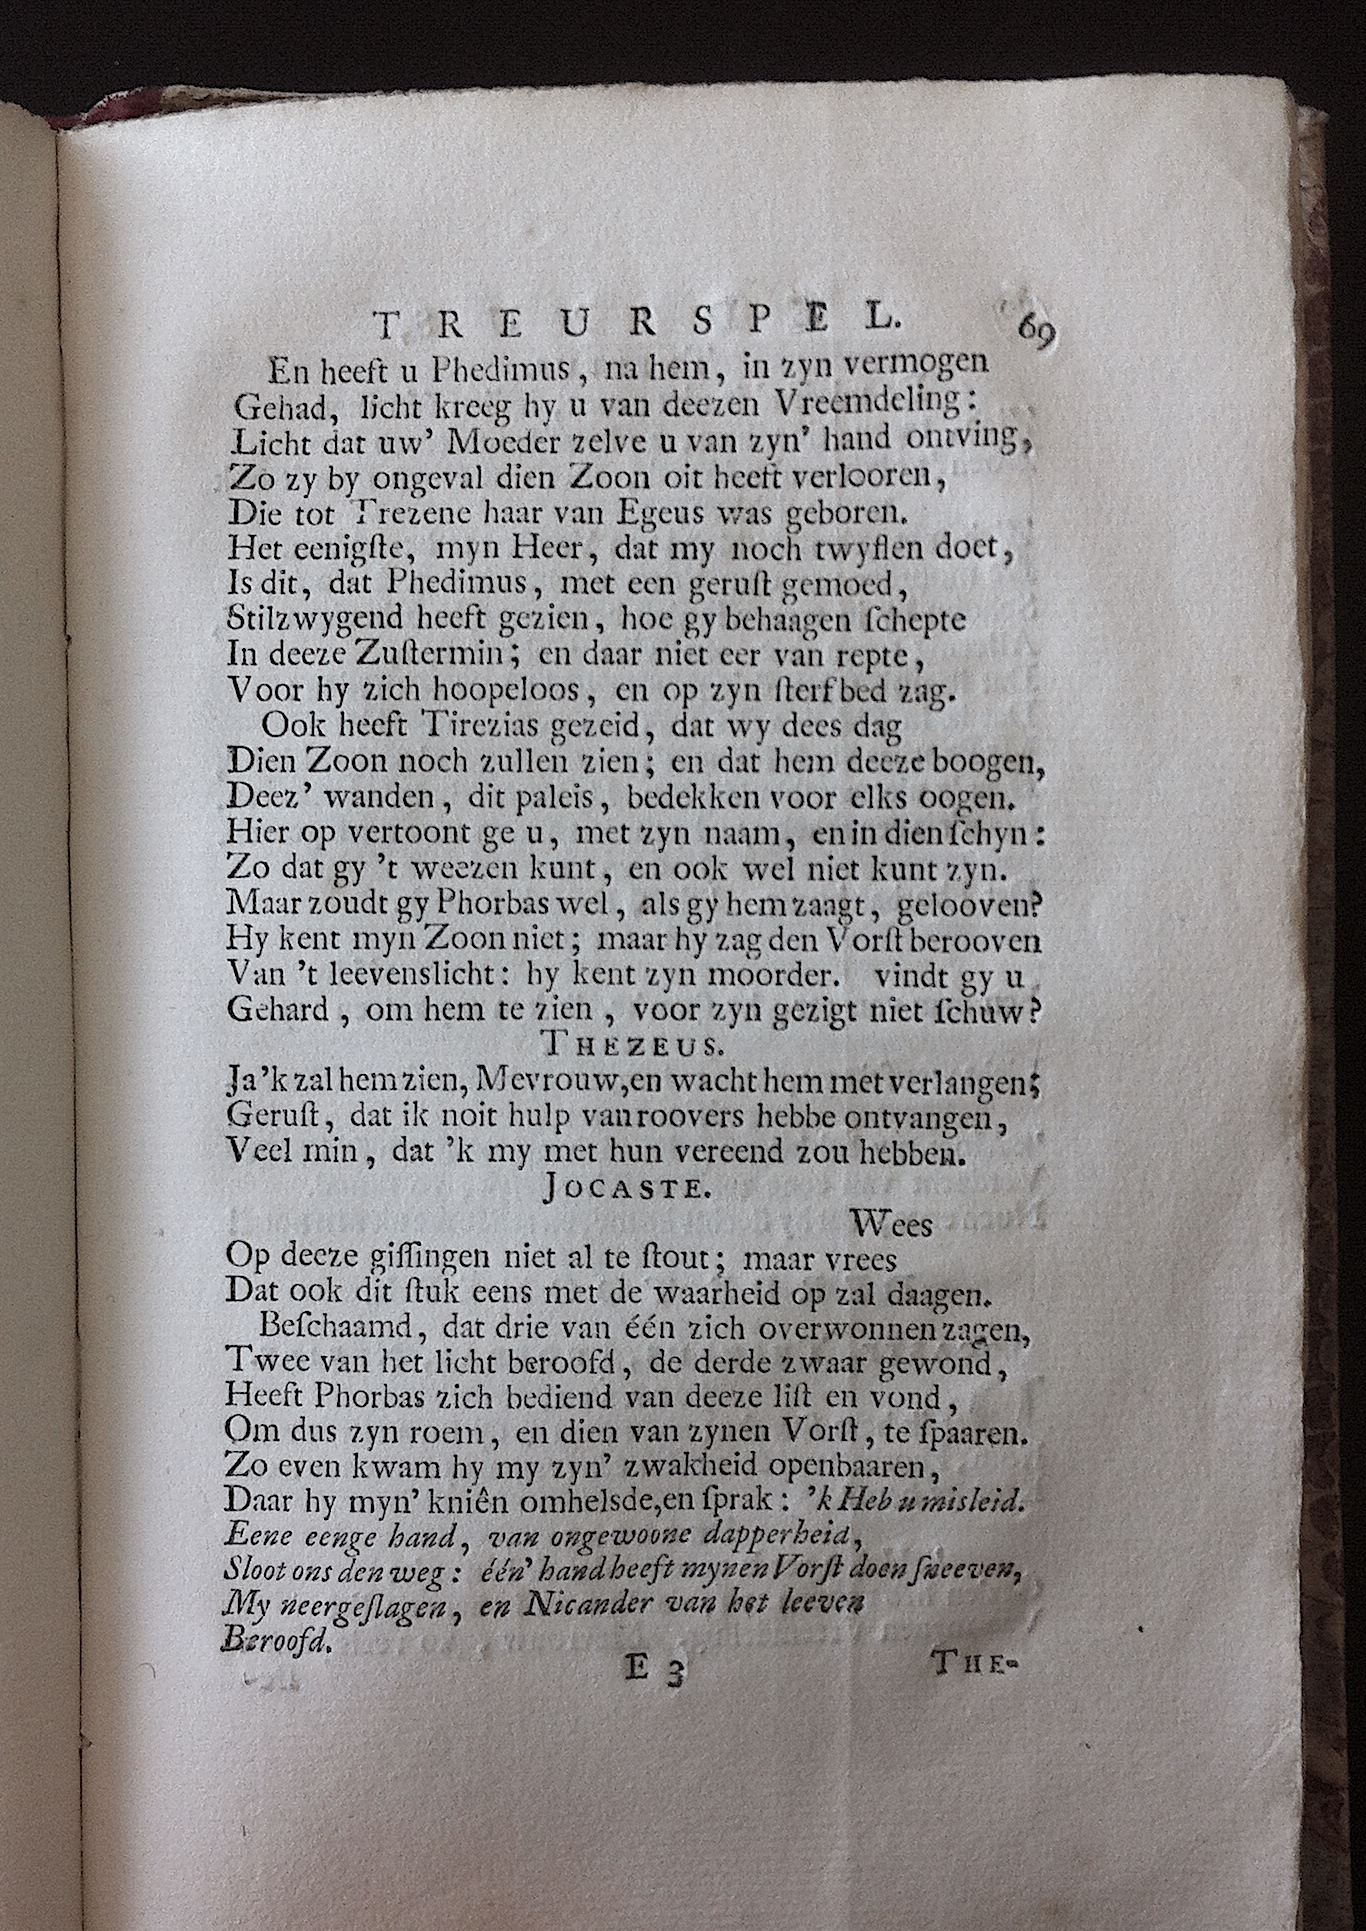 TREURSPEL. 69
En heeft u Phedimus, na hem, in zyn vermogen
Gehad, licht kreeg hy u van deezen Vreemdeling:
Licht dat uw' Moeder zelve u van zyn' hand ontving,
Zo zy by ongeval dien Zoon oit heeft verlooren,
Die tot Trezene haar van Egeus was geboren.
Het eenigſte, myn Heer, dat my noch twyflen doet,
Is dit, dat Phedimus, met een geruſt gemoed,
Stilzwygend heeft gezien, hoe gy behaagen ſchepte
In deeze Zuſtermin; en daar niet eer van repte,
Voor hy zich hoopeloos, en op zyn ſterfbed zag.
Ook heeft Tirezias gezeid, dat wy dees dag
Dien Zoon noch zullen zien; en dat hem deeze boogen,
Deez' wanden, dit paleis, bedekken voor elks oogen.
Hier op vertoont ge u, met zyn naam, en in dien ſchyn:
Zo dat gy 't weezen kunt, en ook wel niet kunt zyn.
Maar zoudt gy Phorbas wel, als gy hem zaagt, gelooven?
Hy kent myn Zoon niet; maar hy zag den Vorſt berooven
Van 't leevenslicht: hy kent zyn moorder. vindt gy u
Gehard, om hem te zien, voor zyn gezigt niet ſchuw?
THEZEUS.
Ja 'k zal hem zien, Mevrouw, en wacht hem met verlangen;
Geruſt, dat ik noit hulp van roovers hebbe ontvangen,
Veel min, dat 'k my met hun vereend zou hebben.
JOCASTE.
Wees
Op deeze giſſingen niet al te ſtout; maar vrees
Dat ook dit ſtuk eens met de waarheid op zal daagen.
Beſchaamd, dat drie van één zich overwonnen zagen,
Twee van het licht beroofd, de derde zwaar gewond,
Heeft Phorbas zich bediend van deeze liſt en vond,
Om dus zyn roem, en dien van zynen Vorſt, te ſpaaren.
Zo even kwam hy my zyn' zwakheid openbaaren,
Daar hy myn' kniên omhelsde, en ſprak: 'k Heb u misleid.
Eene eenge hand, van ongewoone dapperheid,
Sloot ons den weg: één' hand heeft mynen Vorſt doen ſneeven,
My neergeſlagen, en Nicander van het leeven
Beroofd.
E 3 THE-